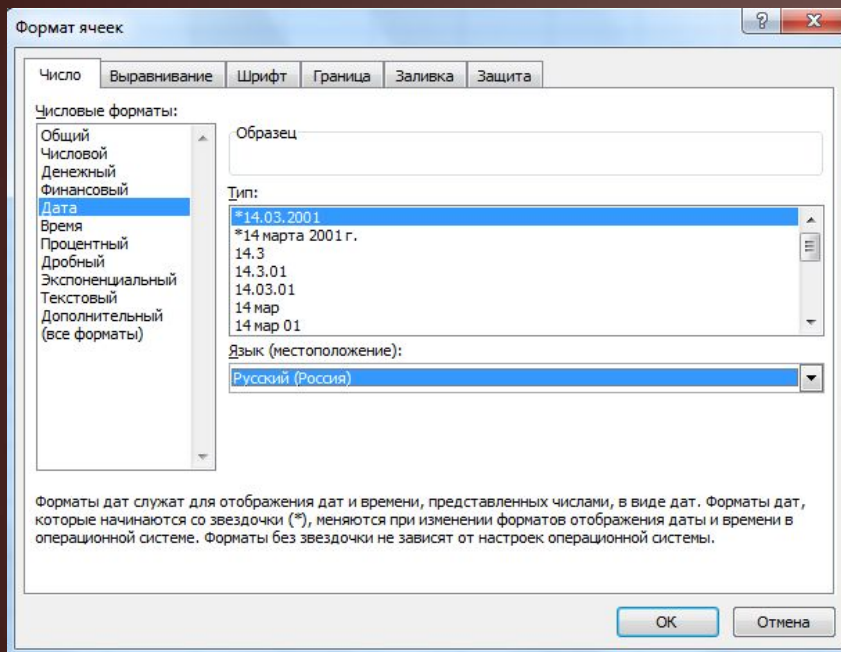 Формат ячеек
Число Выравнивание Шрифт Граница Заливка Защита
Числовые форматы:
Общий
Числовой
Денежный
Финансовый
Дата
Время
Процентный
Дробный
Экспоненциальный
Текстовый
Дополнительный
(все форматы)
Образец
Тип:
*14.03.2001
*14 марта 2001 г.
14.3
14.3.01
14.03.01
14 мар
14 мар 01
Язык (местоположение):
Русский (Россия)
Форматы дат служат для отображения дат и времени, представленных числами, в виде дат. Форматы дат,
которые начинаются со звездочки (*), меняются при изменении форматов отображения даты и времени в
операционной системе. Форматы без звездочки не зависят от настроек операционной системы.
ОК Отмена